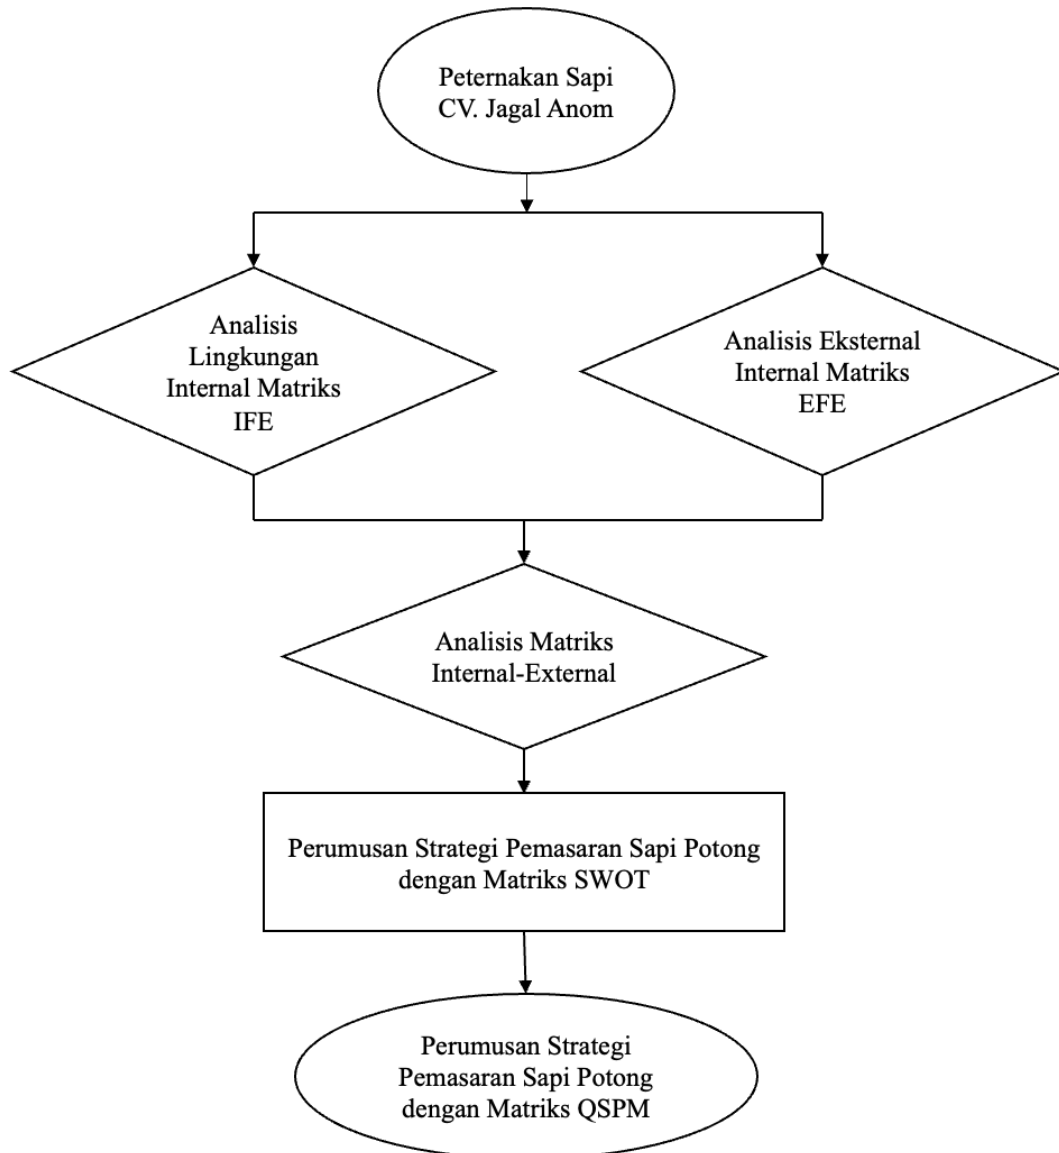 Peternakan Sapi
CV. Jagal Anom
Analisis
Lingkungan
Internal Matriks
IFE
Analisis Eksternal
Internal Matriks
EFE
Analisis Matriks
Internal-External
Perumusan Strategi Pemasaran Sapi Potong
dengan Matriks SWOT
Perumusan Strategi
Pemasaran Sapi Potong
dengan Matriks QSPM